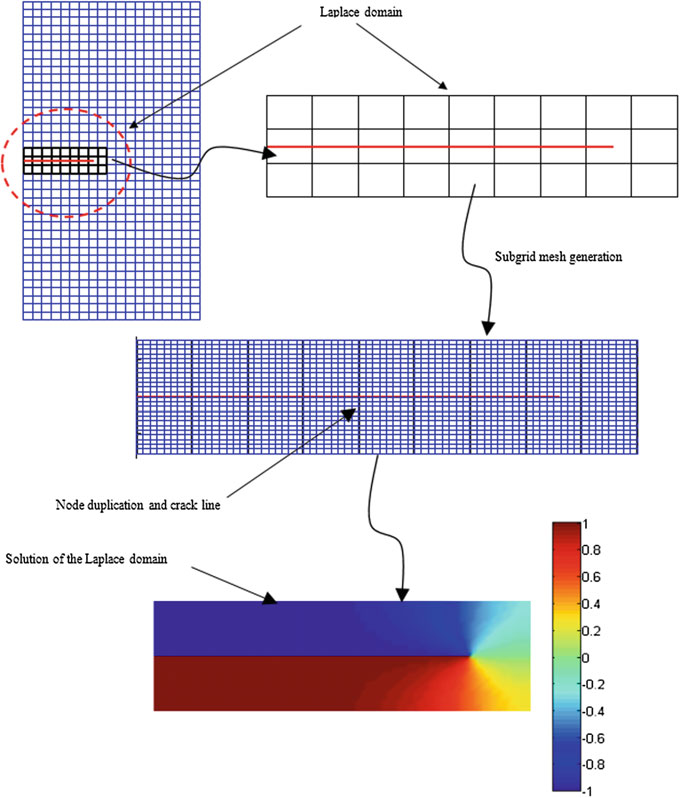 Laplace domain
Subgrid mesh generation
Node duplication and crack line
Solution of the Laplace domain
1
0.8
0.6
0.4
0.2
0
-0.2
-0.4
-0.6
-0.8
-1